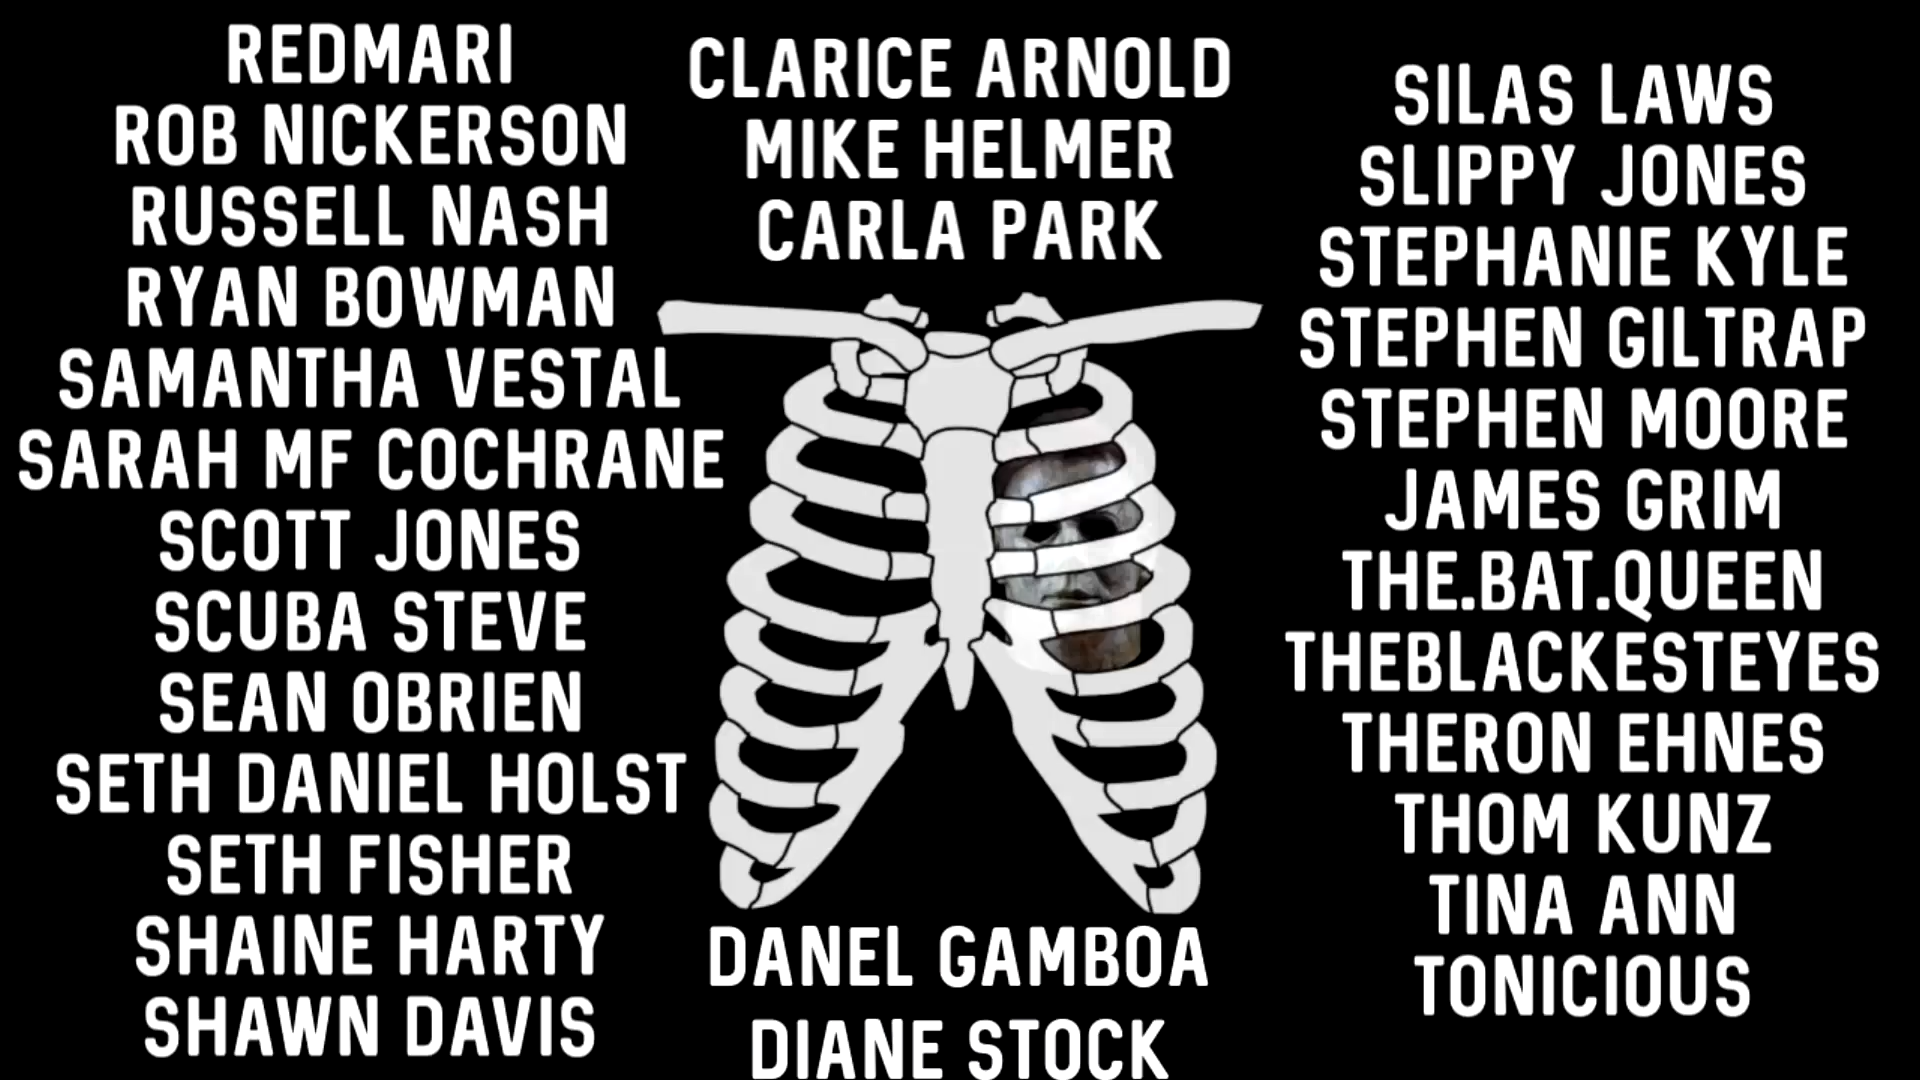 REDMARI
ROB NICKERSON
RUSSELL NASH
RYAN BOWMAN
SAMANTHA VESTAL
SARAH MF COCHRANE
SCOTT JONES
SCUBA STEVE
SEAN OBRIEN
SETH DANIEL HOLST
SETH FISHER
SHAINE HARTY
SHAWN DAVIS
CLARICE ARNOLD
MIKE HELMER
CARLA PARK
DANEL GAMBOA
DIANE STOCK
SILAS LAWS
SLIPPY JONES
STEPHANIE KYLE
STEPHEN GILTRAP
STEPHEN MOORE
JAMES GRIM
THE.BAT.QUEEN
THEBLACKESTEYES
THERON EHNES
THOM KUNZ
TINA ANN
TONICIOUS